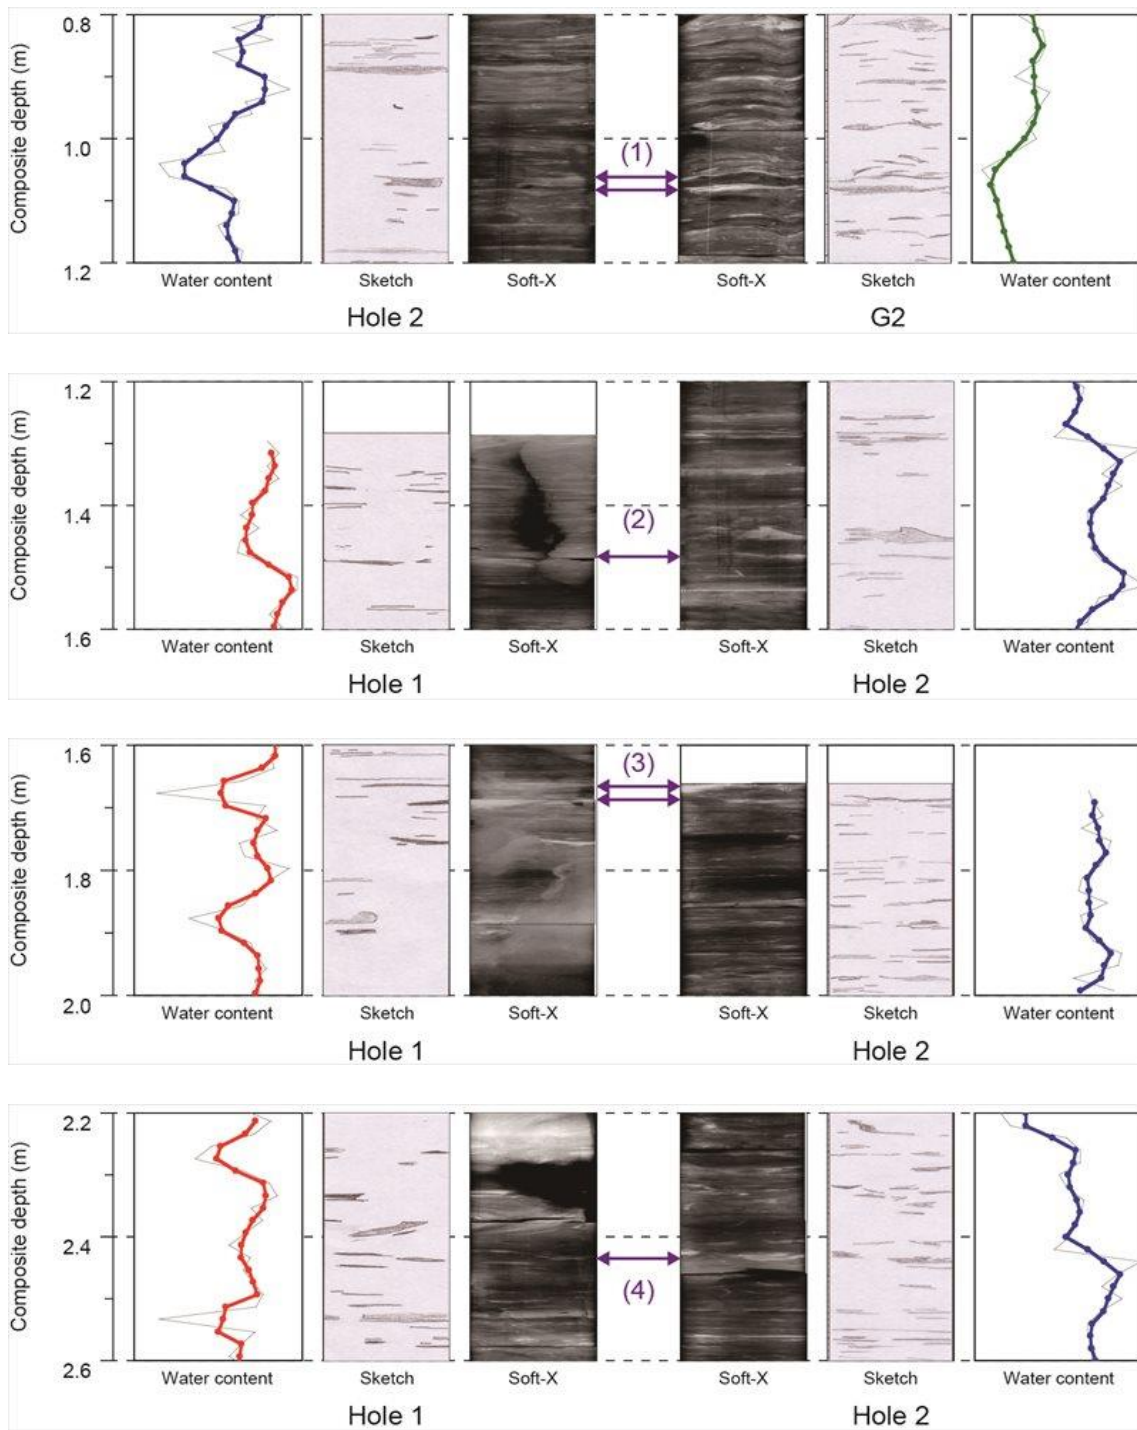 Composite depth (m)
0.8
1.0
1.2
(1)
Water content Sketch Soft-X Soft-X Sketch Water content
Hole 2 G2
Composite depth (m)
1.2
1.4
1.6
(2)
Water content Sketch Soft-X Soft-X Sketch Water content
Hole 1 Hole 2
Composite depth (m)
1.6
1.8
2.0
(3)
Water content Sketch Soft-X Soft-X Sketch Water content
Hole 1 Hole 2
Composite depth (m)
2.2
2.4
2.6
(4)
Water content Sketch Soft-X Soft-X Sketch Water content
Hole 1 Hole 2